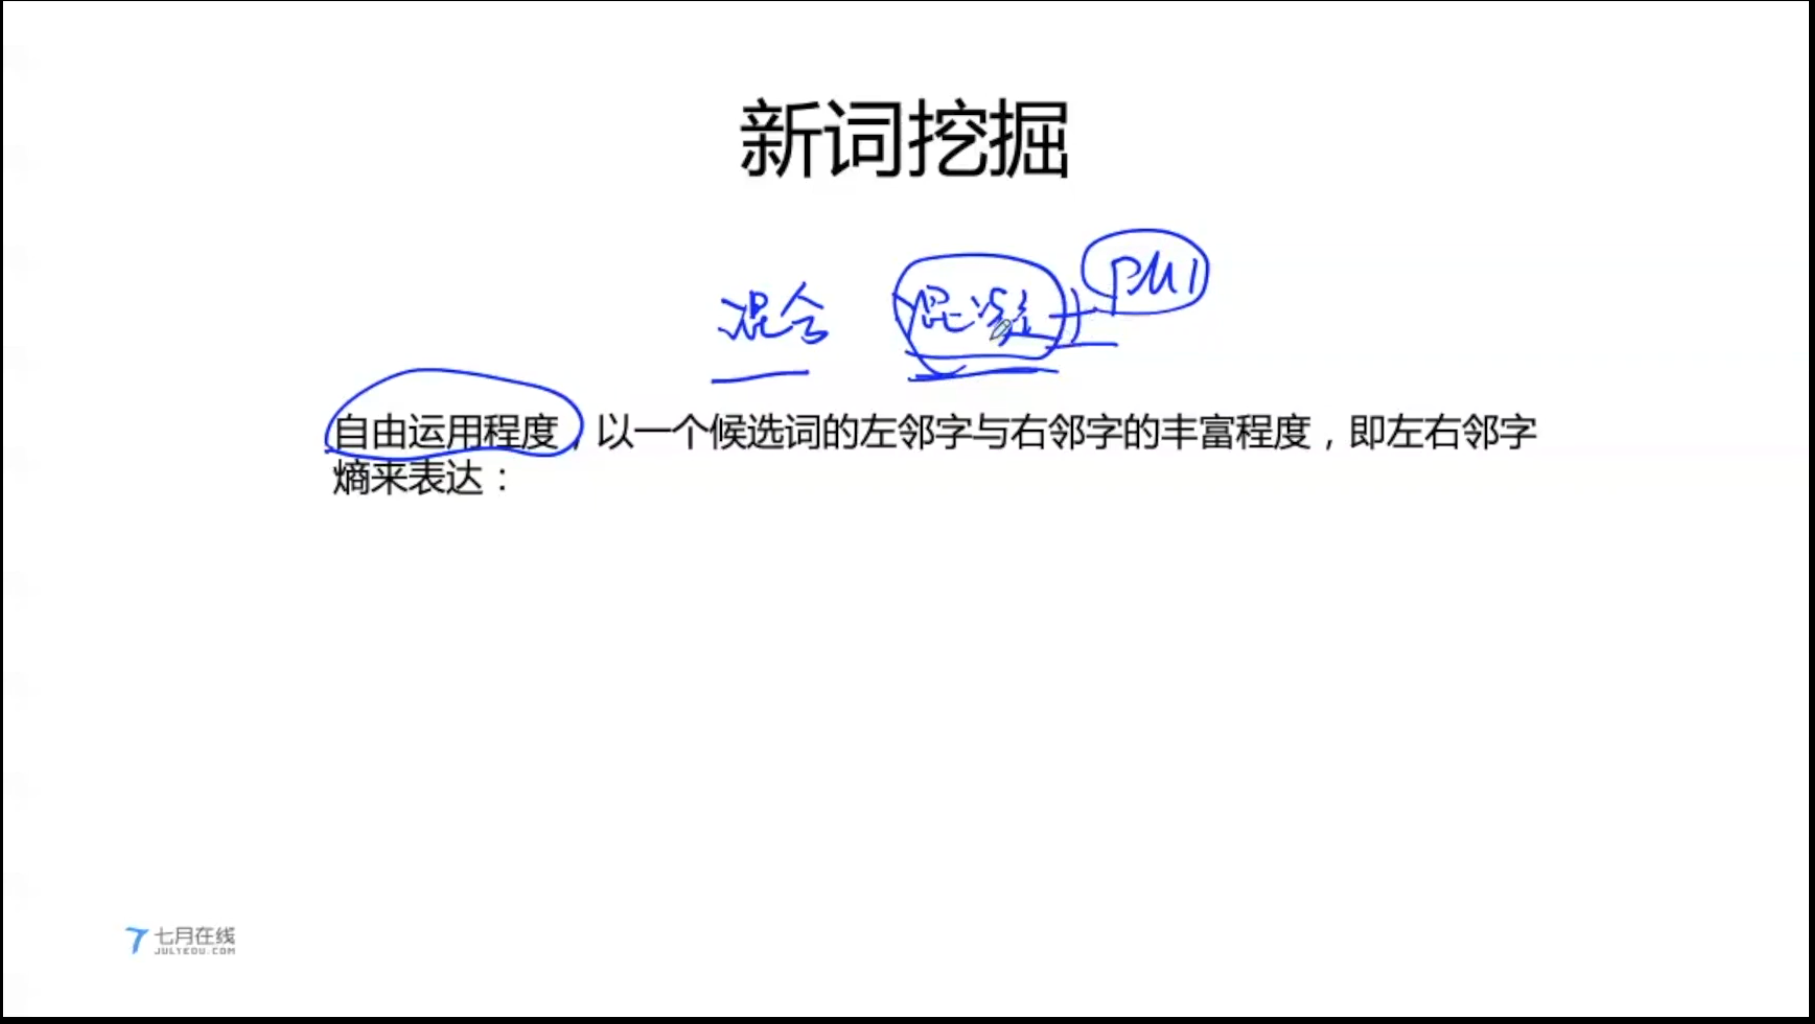 新词挖掘
混合 混凝土 PMI
自由运用程度，以一个候选词的左邻字与右邻字的丰富程度，即左右邻字
熵来表达：
七月在线
JULYEDU.COM